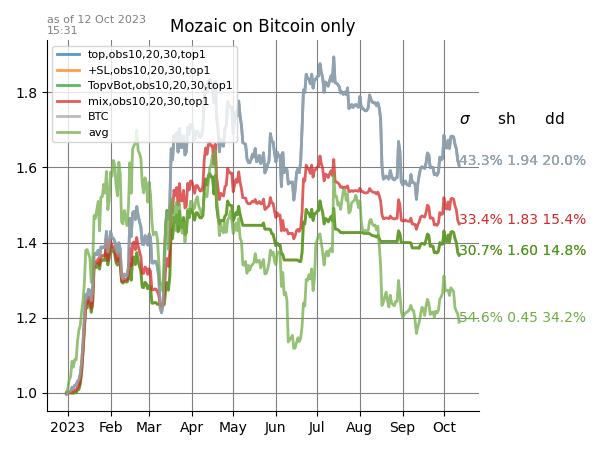 as of 12 Oct 2023
15:31
Mozaic on Bitcoin only
top,obs10,20,30,top1
+SL,obs10,20,30,top1
TopvBot,obs10,20,30,top1
mix,obs10,20,30,top1
BTC
avg
σ sh dd
43.3% 1.94 20.0%
33.4% 1.83 15.4%
30.7% 1.60 14.8%
54.6% 0.45 34.2%
1.8
1.6
1.4
1.2
1.0
2023 Feb Mar Apr May Jun Jul Aug Sep Oct